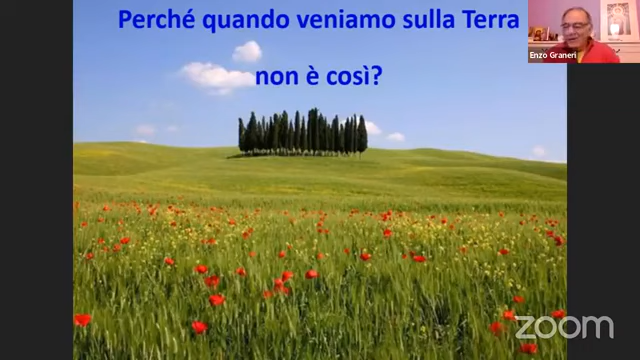 Perché quando veniamo sulla Terra
non è così?
Enzo Graneri
zoom